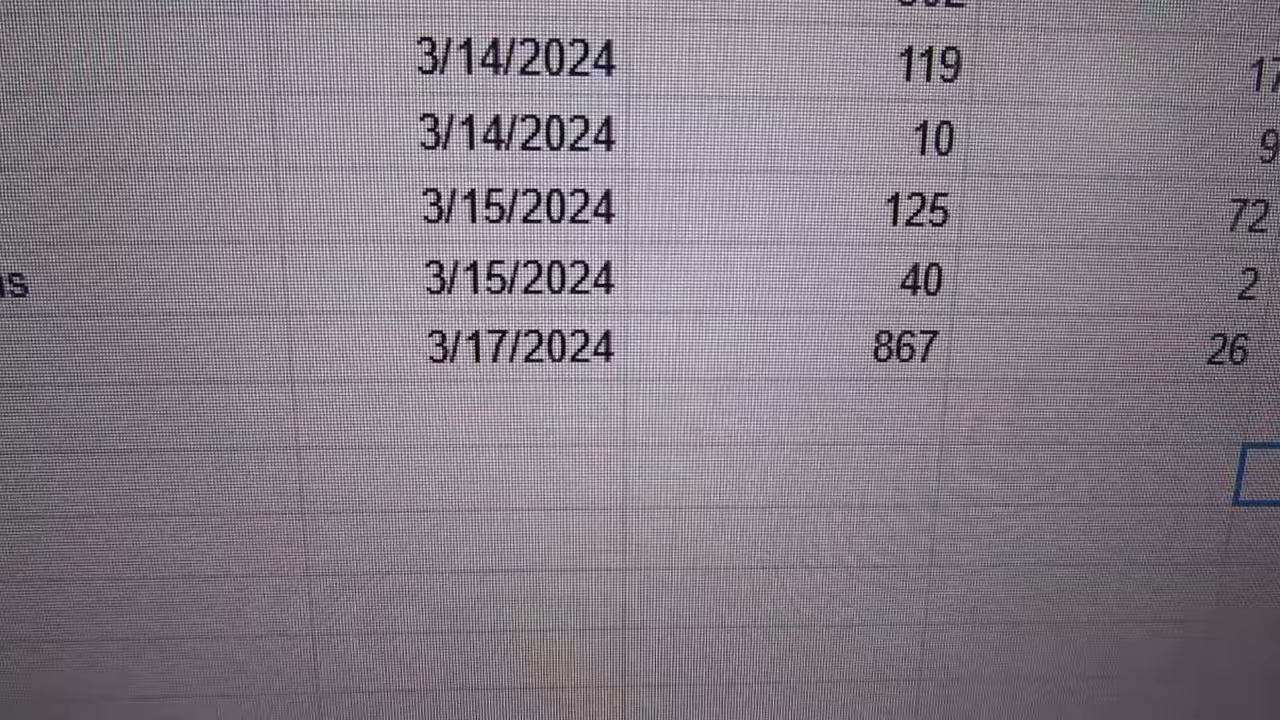 3/14/2024 119
3/14/2024 10
3/15/2024 125 72
3/15/2024 40 2
3/17/2024 867 26